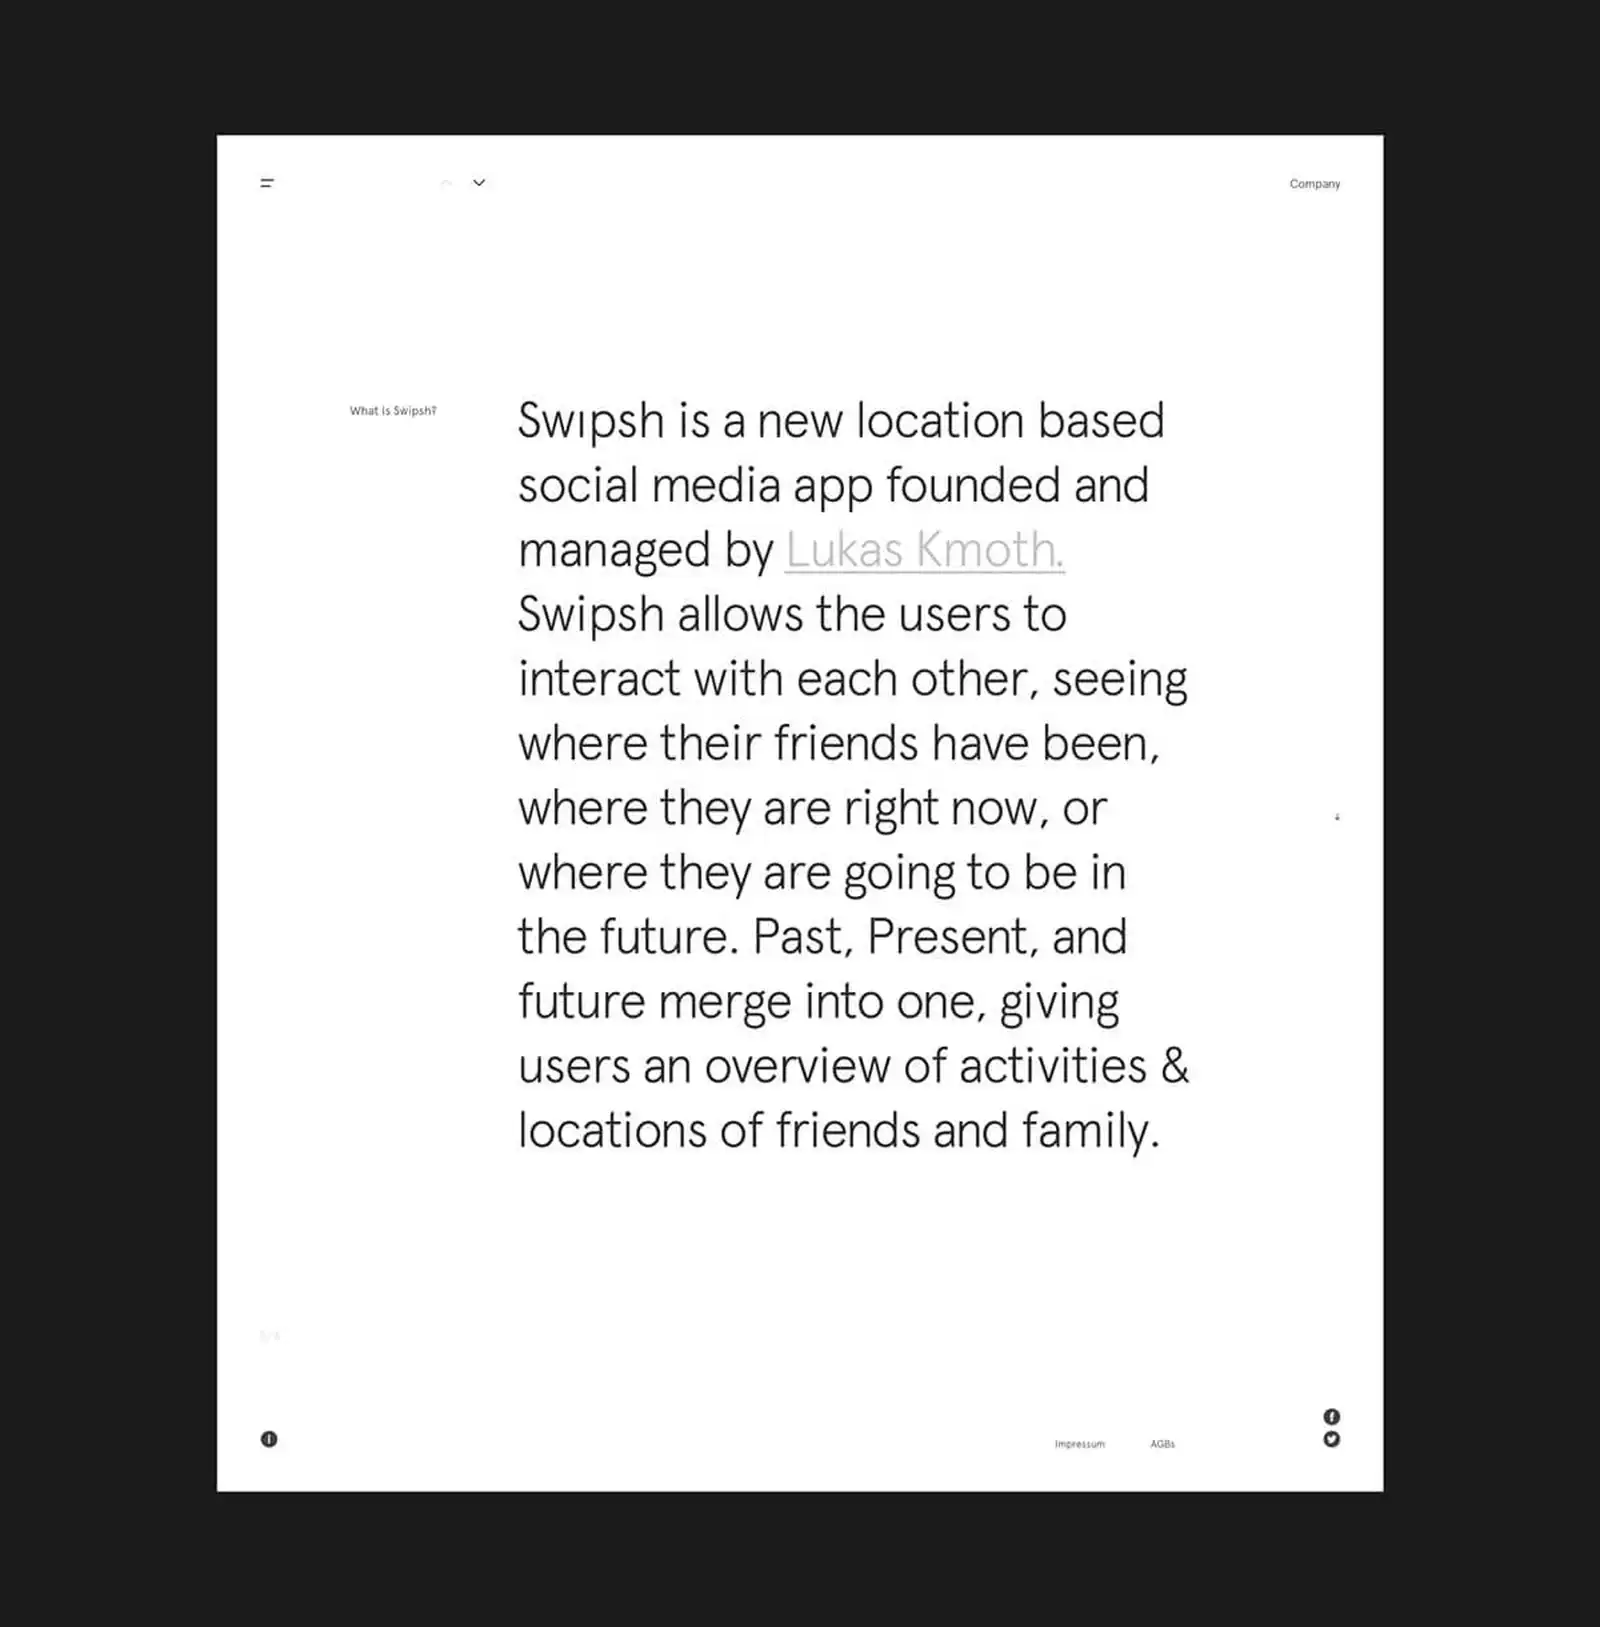 Company
What is Swipsh?
Swipsh is a new location based
social media app founded and
managed by Lukas Kmoth.
Swipsh allows the users to
interact with each other, seeing
where their friends have been,
where they are right now, or
where they are going to be in
the future. Past, Present, and
future merge into one, giving
users an overview of activities &
locations of friends and family.
Impressum AGBs